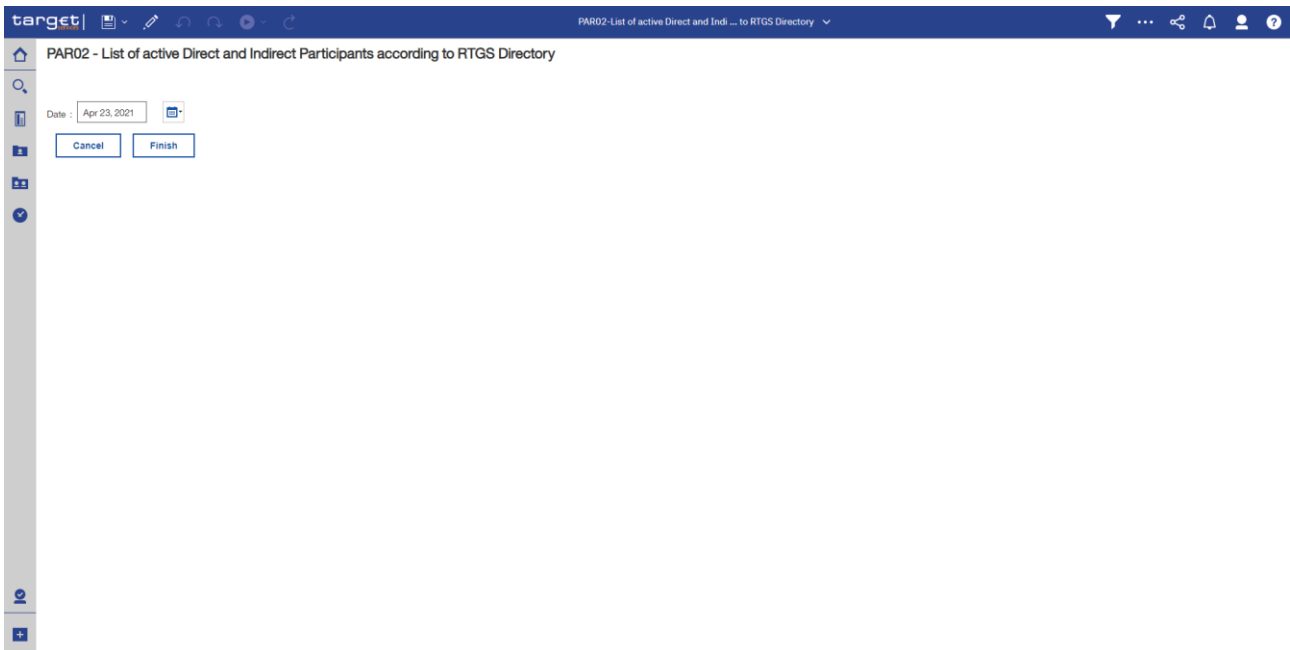 target|
services
PAR02-List of active Direct and Indi ... to RTGS Directory
PAR02 - List of active Direct and Indirect Participants according to RTGS Directory
Date : Apr 23, 2021
Cancel Finish